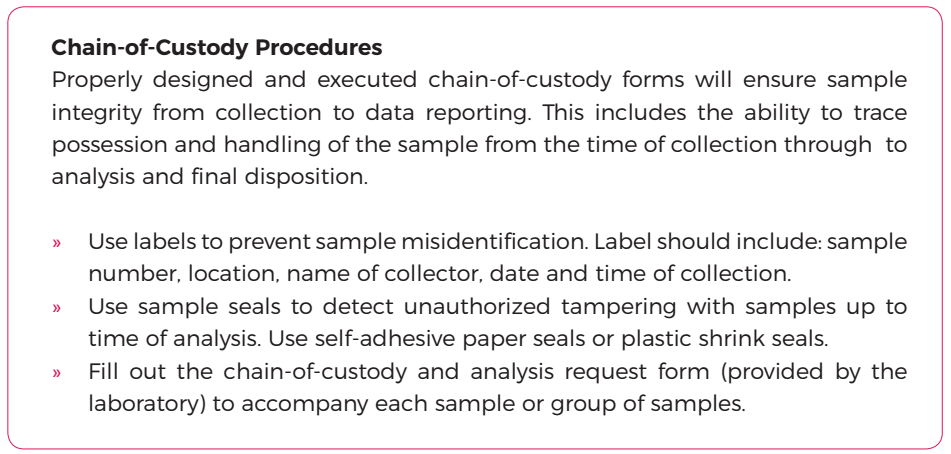 Chain-of-Custody Procedures
Properly designed and executed chain-of-custody forms will ensure sample
integrity from collection to data reporting. This includes the ability to trace
possession and handling of the sample from the time of collection through to
analysis and final disposition.
» Use labels to prevent sample misidentification. Label should include: sample
number, location, name of collector, date and time of collection.
» Use sample seals to detect unauthorized tampering with samples up to
time of analysis. Use self-adhesive paper seals or plastic shrink seals.
» Fill out the chain-of-custody and analysis request form (provided by the
laboratory) to accompany each sample or group of samples.